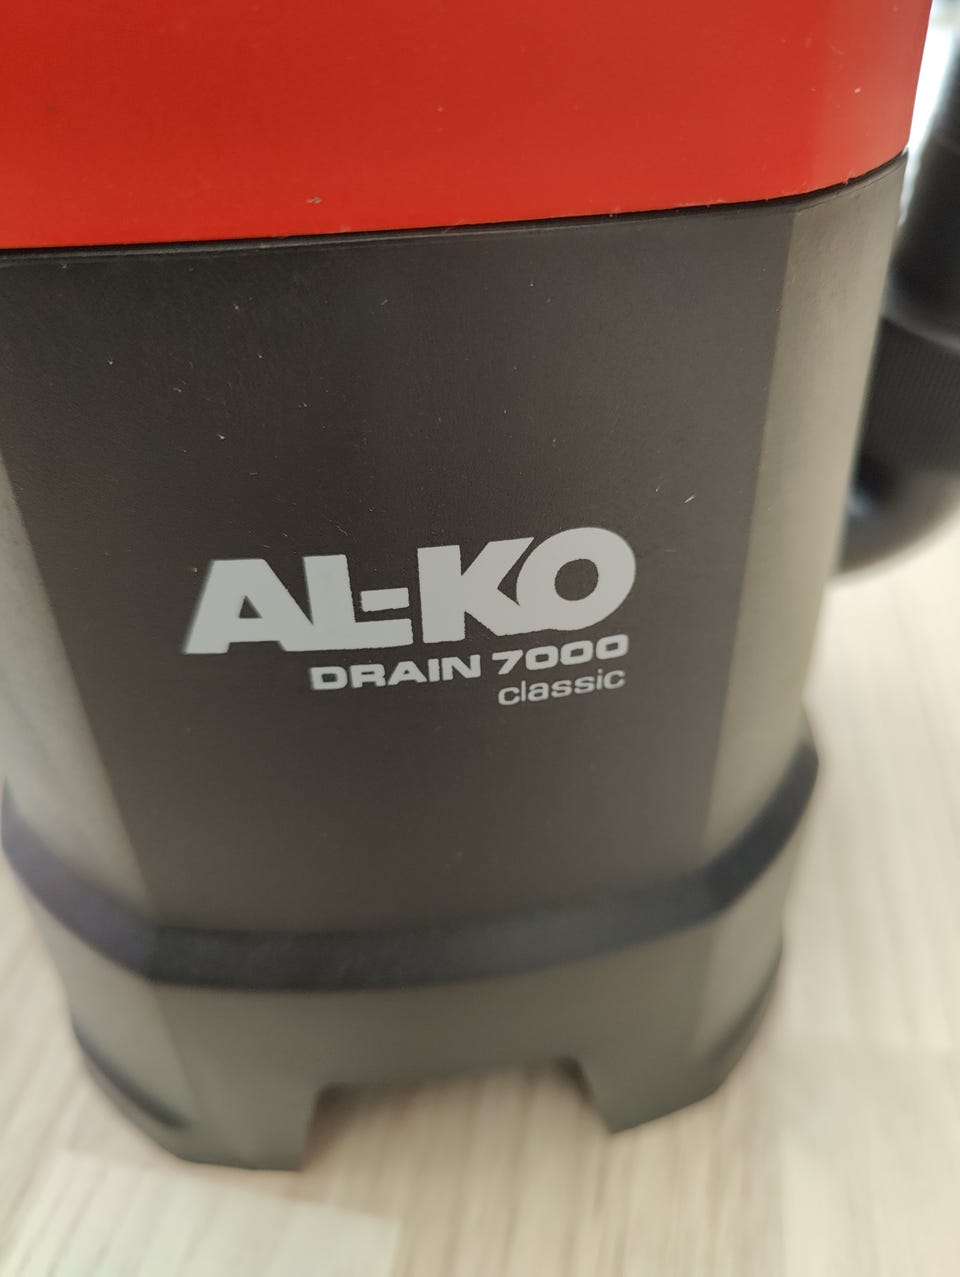 AL-KO
DRAIN 7000
classic